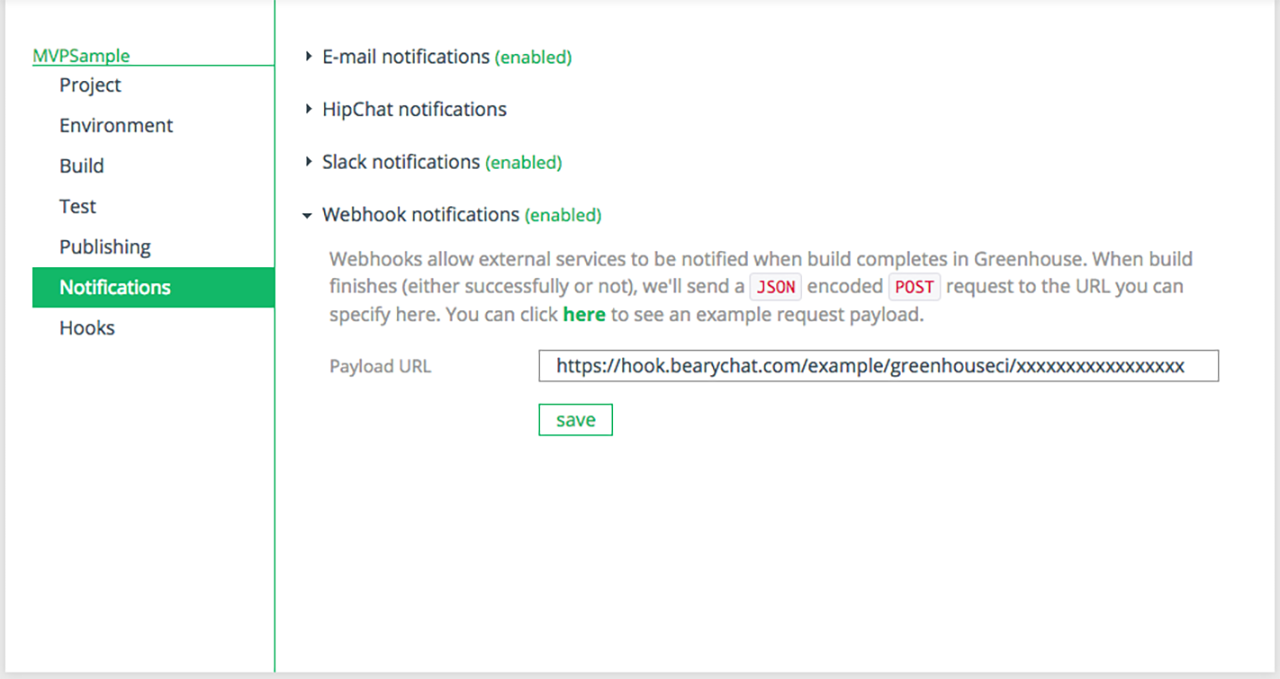 MVPSample
Project
Environment
Build
Test
Publishing
Notifications
Hooks
E-mail notifications (enabled)
HipChat notifications
Slack notifications (enabled)
Webhook notifications (enabled)
Webhooks allow external services to be notified when build completes in Greenhouse. When build
finishes (either successfully or not), we'll send a JSON encoded POST request to the URL you can
specify here. You can click here to see an example request payload.
Payload URL
https://hook.bearychat.com/example/greenhouseci/xxxxxxxxxxxxxxxxx
save